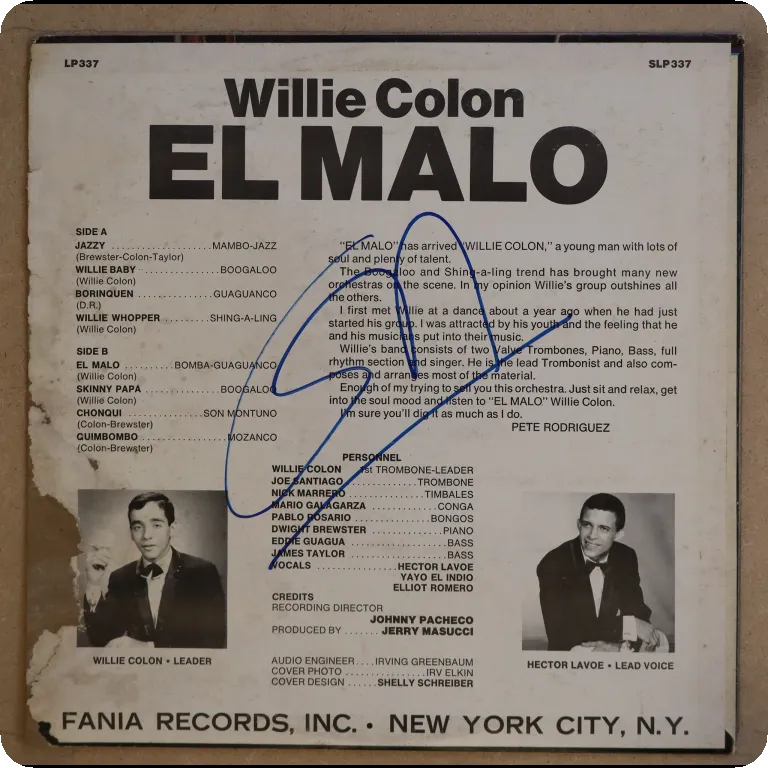 LP337 SLP337
Willie Colon
EL MALO
SIDE A
JAZZY ....................MAMBO-JAZZ
(Brewster-Colon-Taylor)
WILLIE BABY ................BOOGALOO
(Willie Colon)
BORINQUEN ................GUAGUANCO
(D.R.)
WILLIE WHOPPER ..........SHING-A-LING
(Willie Colon)
SIDE B
EL MALO ..........BOMBA-GUAGUANCO
(Willie Colon)
SKINNY PAPA ................BOOGALOO
(Willie Colon)
CHONQUI ................SON MONTUNO
(Colon-Brewster)
QUIMBOMBO ................MOZANCO
(Colon-Brewster)
"EL MALO" has arrived "WILLIE COLON," a young man with lots of
soul and plenty of talent.
The Boogaloo and Shing-a-ling trend has brought many new
orchestras on the scene. In my opinion Willie's group outshines all
the others.
I first met Willie at a dance about a year ago when he had just
started his group. I was attracted by his youth and the feeling that he
and his musicians put into their music.
Willie's band consists of two Valve Trombones, Piano, Bass, full
rhythm section and singer. He is the lead Trombonist and also com-
poses and arranges most of the material.
Enough of my trying to sell you this orchestra. Just sit and relax, get
into the soul mood and listen to "EL MALO" Willie Colon.
I'm sure you'll dig it as much as I do.
PETE RODRIGUEZ
PERSONNEL
WILLIE COLON 1st TROMBONE-LEADER
JOE SANTIAGO ..............TROMBONE
NICK MARRERO ................TIMBALES
MARIO GALAGARZA ..............CONGA
PABLO ROSARIO ................BONGOS
DWIGHT BREWSTER ..............PIANO
EDDIE GUAGUA ....................BASS
JAMES TAYLOR ....................BASS
VOCALS ................HECTOR LAVOE
YAYO EL INDIO
ELLIOT ROMERO
CREDITS
RECORDING DIRECTOR
JOHNNY PACHECO
PRODUCED BY .......JERRY MASUCCI
AUDIO ENGINEER....IRVING GREENBAUM
COVER PHOTO ................IRV ELKIN
COVER DESIGN ......SHELLY SCHREIBER
WILLIE COLON • LEADER
HECTOR LAVOE • LEAD VOICE
FANIA RECORDS, INC. • NEW YORK CITY, N.Y.